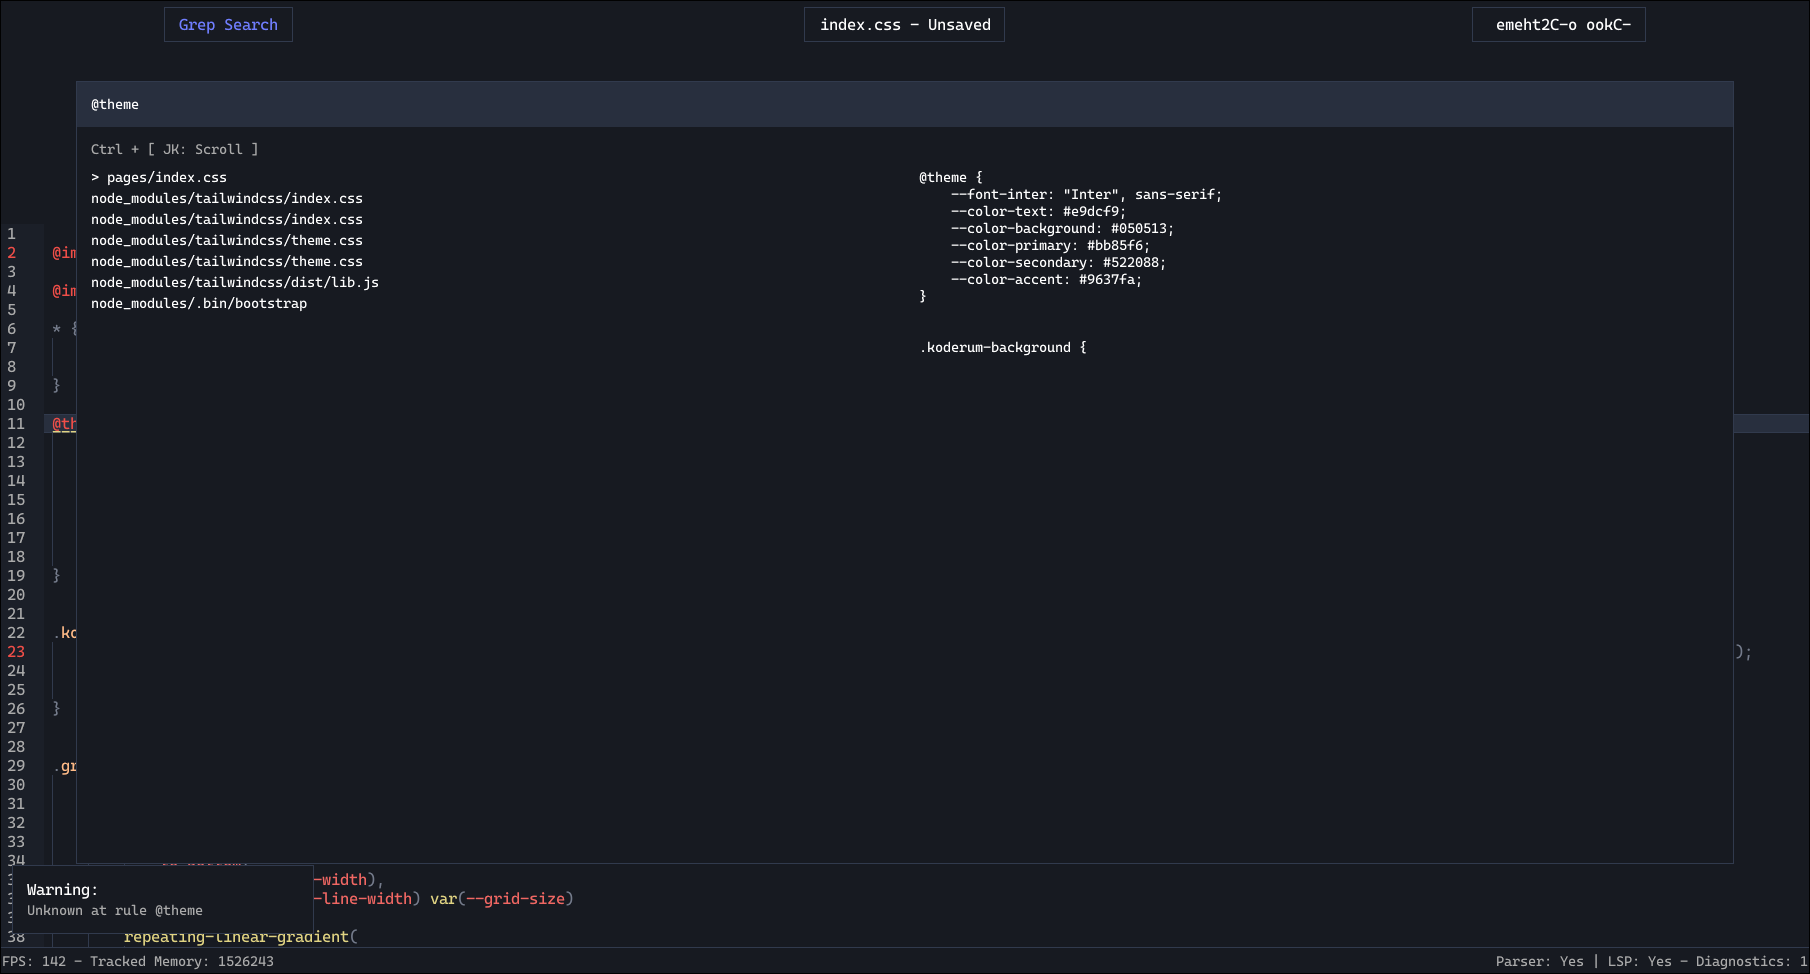 Grep Search
index.css - Unsaved
emeht2C-o ookC-
@theme
Ctrl + [ JK: Scroll ]
> pages/index.css
node_modules/tailwindcss/index.css
node_modules/tailwindcss/index.css
node_modules/tailwindcss/theme.css
node_modules/tailwindcss/theme.css
node_modules/tailwindcss/dist/lib.js
node_modules/.bin/bootstrap
@theme {
--font-inter: "Inter", sans-serif;
--color-text: #e9dcf9;
--color-background: #050513;
--color-primary: #bb85f6;
--color-secondary: #522088;
--color-accent: #9637fa;
}
.koderum-background {
1
2 @im
3
4 @im
5
6 * {
7
8
9 }
10
11 @th
12
13
14
15
16
17
18
19 }
20
21
22 .ko
23 );
24
25
26 }
27
28
29 .gr
30
31
32
33
34
-width),
-line-width) var(--grid-size)
38 repeating-linear-gradient(
Warning:
Unknown at rule @theme
FPS: 142 - Tracked Memory: 1526243
Parser: Yes | LSP: Yes - Diagnostics: 1